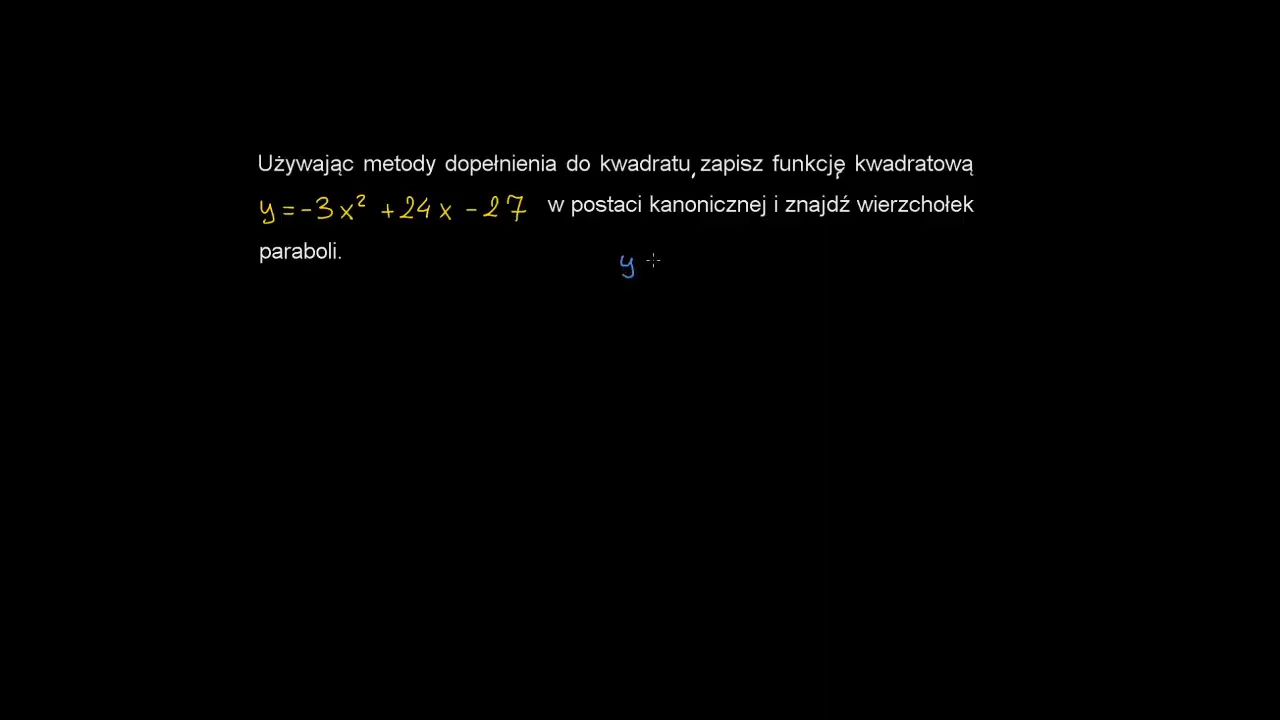 Używając metody dopełnienia do kwadratu, zapisz funkcję kwadratową
y = -3x² + 24x - 27 w postaci kanonicznej i znajdź wierzchołek
paraboli.
y